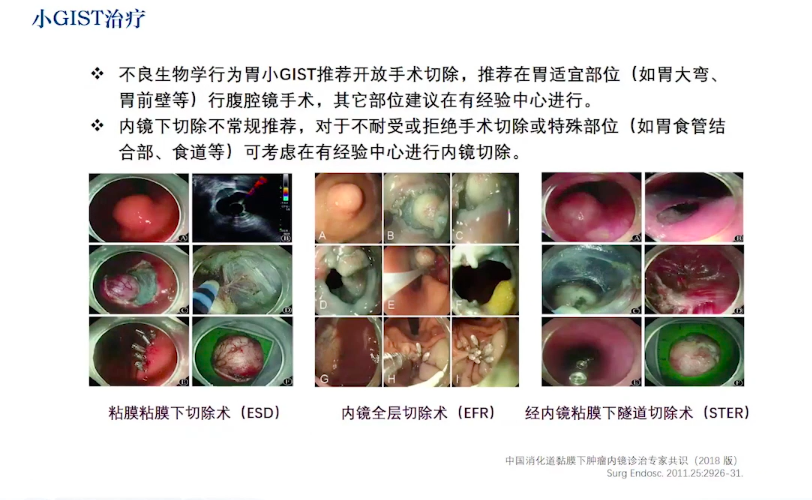 小GIST治疗
❖ 不良生物学行为胃小GIST推荐开放手术切除，推荐在胃适宜部位（如胃大弯、
胃前壁等）行腹腔镜手术，其它部位建议在有经验中心进行。
❖ 内镜下切除不常规推荐，对于不耐受或拒绝手术切除或特殊部位（如胃食管结
合部、食道等）可考虑在有经验中心进行内镜切除。
A B A B C A B
C D D E F C D
E F G H I E F
粘膜粘膜下切除术（ESD） 内镜全层切除术（EFR） 经内镜粘膜下隧道切除术（STER）
中国消化道黏膜下肿瘤内镜诊治专家共识（2018 版）
Surg Endosc. 2011.25:2926-31.